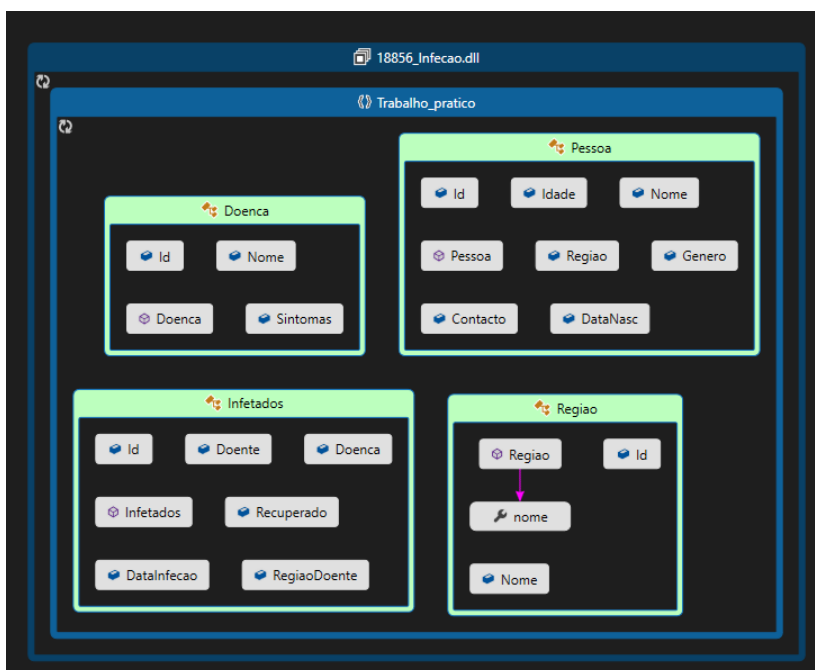 18856_Infecao.dll
Trabalho_pratico
Pessoa
Id Idade Nome
Pessoa Regiao Genero
Contacto DataNasc
Doenca
Id Nome
Doenca Sintomas
Infetados
Id Doente Doenca
Infetados Recuperado
DataInfecao RegiaoDoente
Regiao
Regiao Id
nome
Nome